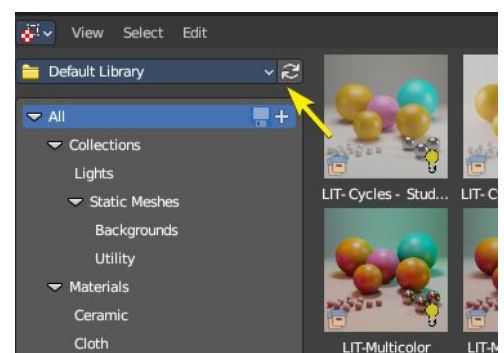 View Select Edit
Default Library
All
Collections
Lights
Static Meshes
Backgrounds
Utility
Materials
Ceramic
Cloth
LIT- Cycles - Stud...
LIT- C
LIT-Multicolor
LIT-M